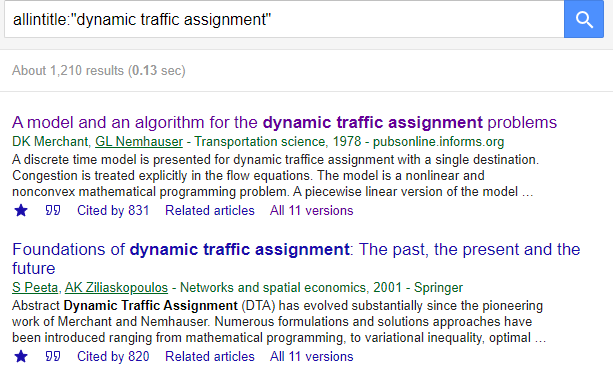 allintitle:"dynamic traffic assignment"
About 1,210 results (0.13 sec)
A model and an algorithm for the dynamic traffic assignment problems
DK Merchant, GL Nemhauser - Transportation science, 1978 - pubsonline.informs.org
A discrete time model is presented for dynamic traffice assignment with a single destination.
Congestion is treated explicitly in the flow equations. The model is a nonlinear and
nonconvex mathematical programming problem. A piecewise linear version of the model ...
Cited by 831 Related articles All 11 versions
Foundations of dynamic traffic assignment: The past, the present and the
future
S Peeta, AK Ziliaskopoulos - Networks and spatial economics, 2001 - Springer
Abstract Dynamic Traffic Assignment (DTA) has evolved substantially since the pioneering
work of Merchant and Nemhauser. Numerous formulations and solutions approaches have
been introduced ranging from mathematical programming, to variational inequality, optimal ...
Cited by 820 Related articles All 11 versions